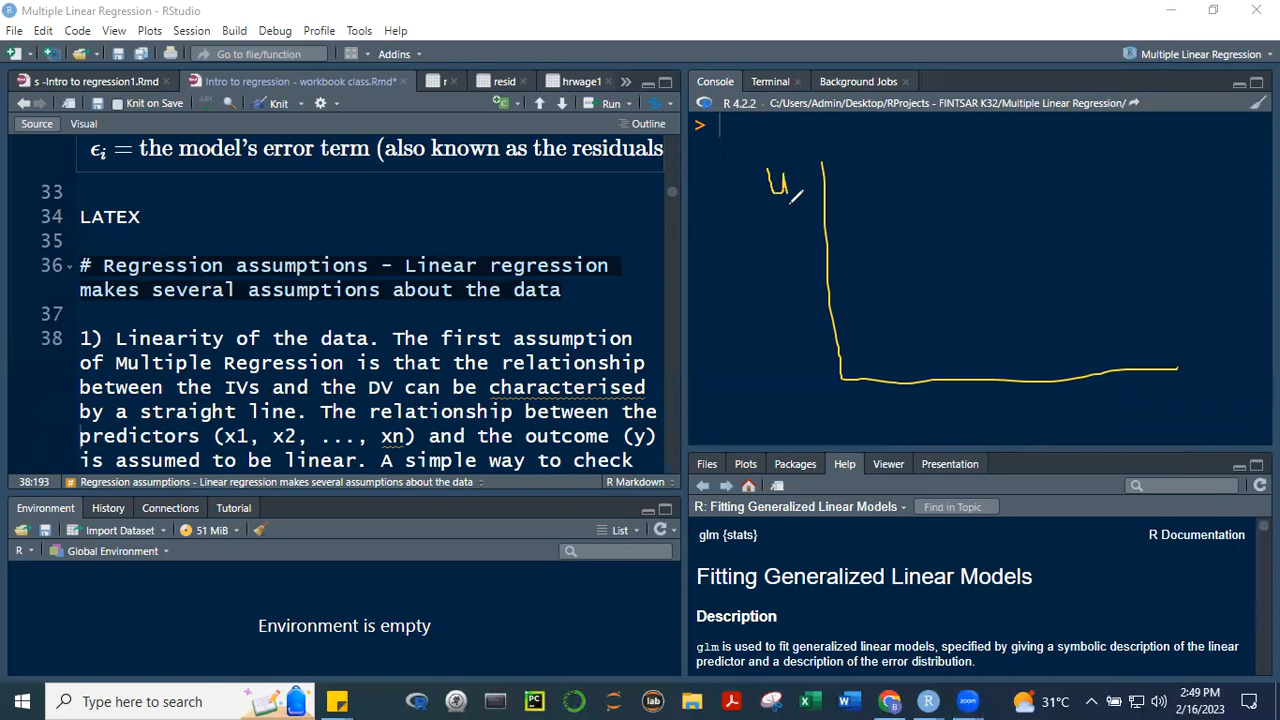 Multiple Linear Regression - RStudio
File Edit Code View Plots Session Build Debug Profile Tools Help
Go to file/function Addins Multiple Linear Regression
s -Intro to regression1.Rmd Intro to regression - workbook class.Rmd* r resid hrwage1
Knit on Save Knit Run
Source Visual Outline
ϵi = the model's error term (also known as the residuals
33
34 LATEX
35
36 # Regression assumptions - Linear regression
makes several assumptions about the data
37
38 1) Linearity of the data. The first assumption
of Multiple Regression is that the relationship
between the IVs and the DV can be characterised
by a straight line. The relationship between the
predictors (x1, x2, ..., xn) and the outcome (y)
is assumed to be linear. A simple way to check
38:193 # Regression assumptions - Linear regression makes several assumptions about the data R Markdown
Environment History Connections Tutorial
Import Dataset 51 MiB List
R Global Environment
Environment is empty
Console Terminal Background Jobs
R 4.2.2 · C:/Users/Admin/Desktop/RProjects - FINTSAR K32/Multiple Linear Regression/
>
Files Plots Packages Help Viewer Presentation
R: Fitting Generalized Linear Models Find in Topic
glm {stats} R Documentation
Fitting Generalized Linear Models
Description
glm is used to fit generalized linear models, specified by giving a symbolic description of the linear
predictor and a description of the error distribution.
Type here to search PC lab zoom 31°C 2:49 PM
2/16/2023